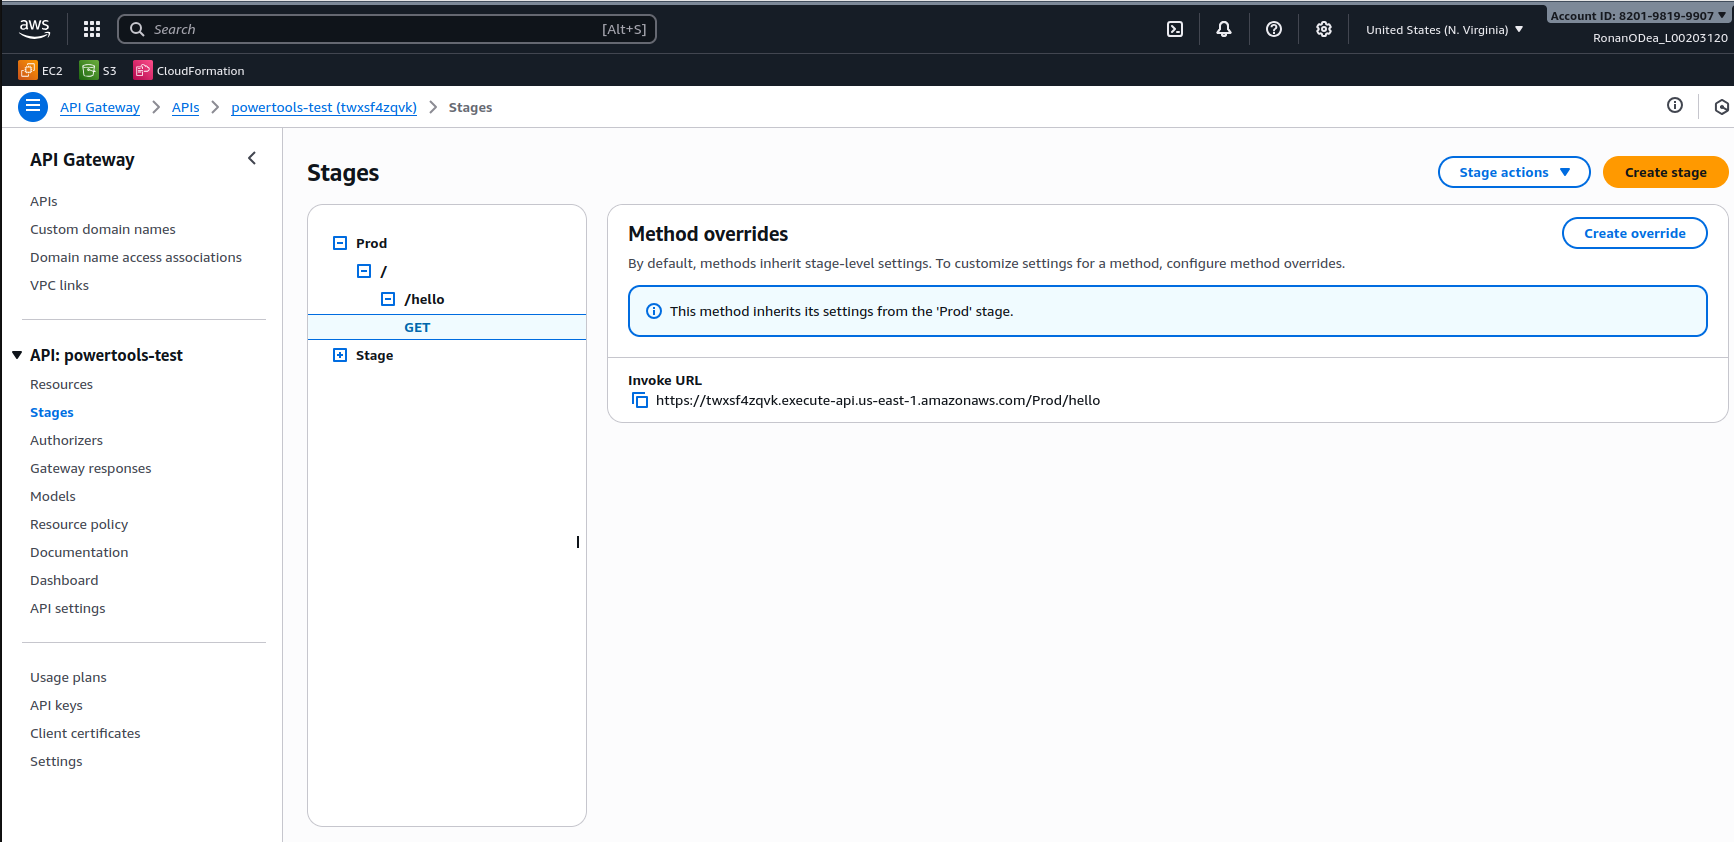 aws
Search [Alt+S]
United States (N. Virginia)
Account ID: 8201-9819-9907
RonanODea_L00203120
EC2 S3 CloudFormation
API Gateway APIs powertools-test (twxsf4zqvk) Stages
API Gateway
APIs
Custom domain names
Domain name access associations
VPC links
API: powertools-test
Resources
Stages
Authorizers
Gateway responses
Models
Resource policy
Documentation
Dashboard
API settings
Usage plans
API keys
Client certificates
Settings
Stages
Stage actions
Create stage
Prod
/
/hello
GET
Stage
Method overrides
Create override
By default, methods inherit stage-level settings. To customize settings for a method, configure method overrides.
This method inherits its settings from the 'Prod' stage.
Invoke URL
https://twxsf4zqvk.execute-api.us-east-1.amazonaws.com/Prod/hello